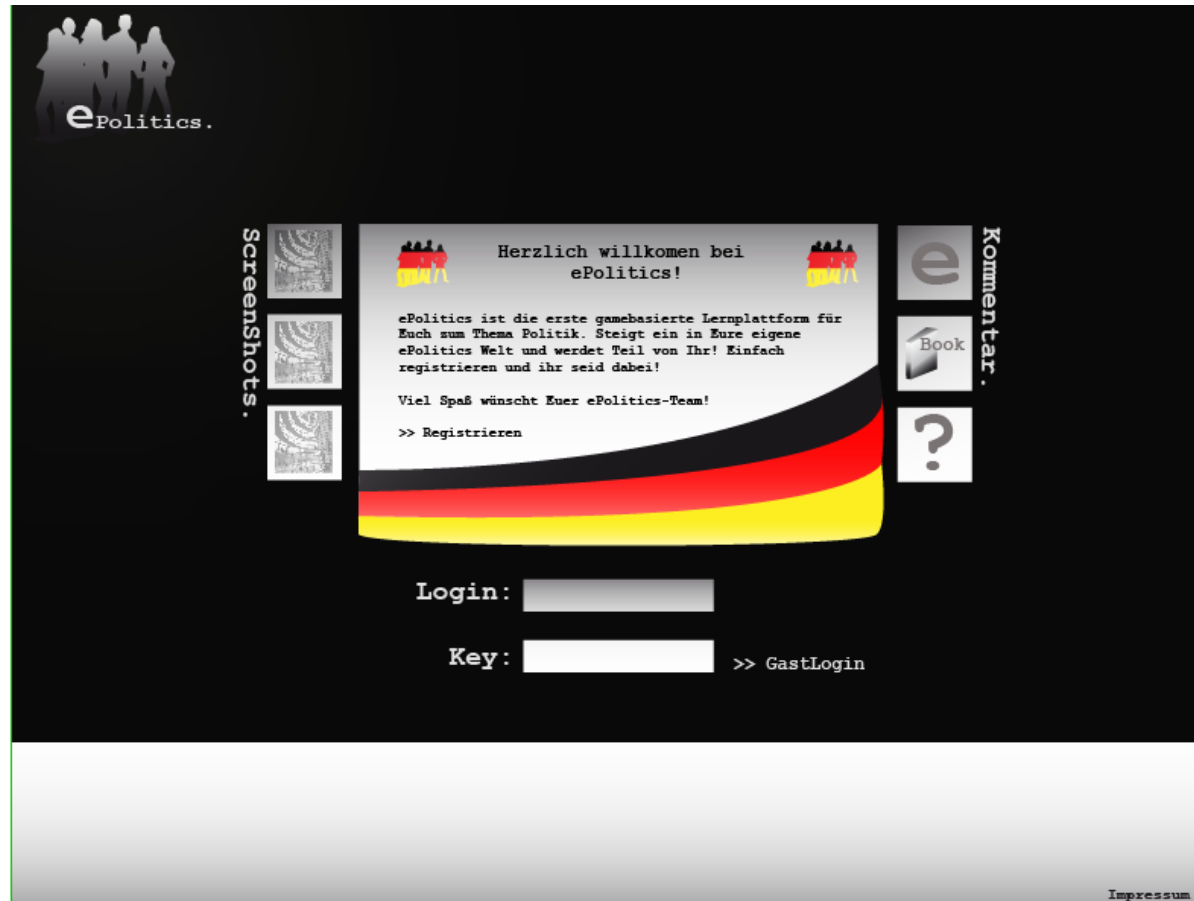 ePolitics.
ScreenShots.
Herzlich willkomen bei
ePolitics!
ePolitics ist die erste gamebasierte Lernplattform für
Euch zum Thema Politik. Steigt ein in Eure eigene
ePolitics Welt und werdet Teil von Ihr! Einfach
registrieren und ihr seid dabei!
Viel Spaß wünscht Euer ePolitics-Team!
>> Registrieren
e
Book
?
Kommentar.
Login:
Key:
>> GastLogin
Impressum